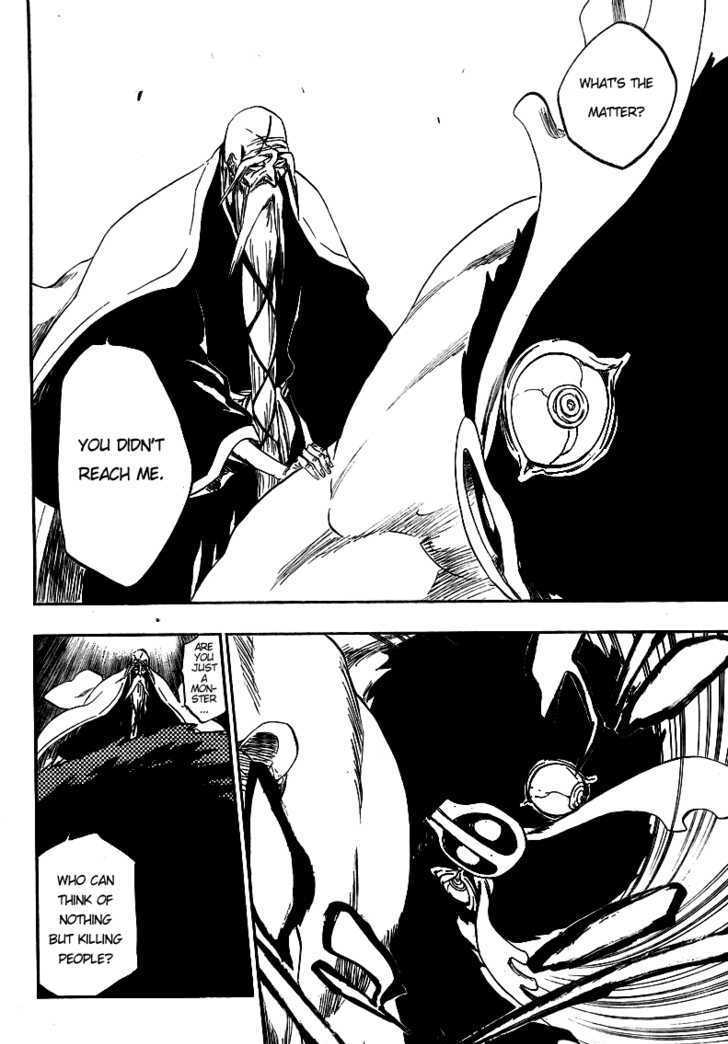 WHAT'S THE
MATTER?
YOU DIDN'T
REACH ME.
ARE
YOU
JUST
A
MON-
STER
...
WHO CAN
THINK OF
NOTHING
BUT KILLING
PEOPLE?